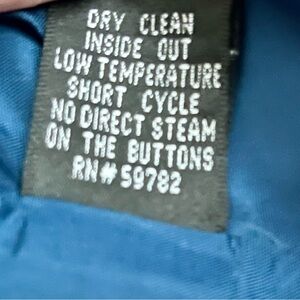 DRY CLEAN
INSIDE OUT
LOW TEMPERATURE
SHORT CYCLE
NO DIRECT STEAM
ON THE BUTTONS
RN# 59782